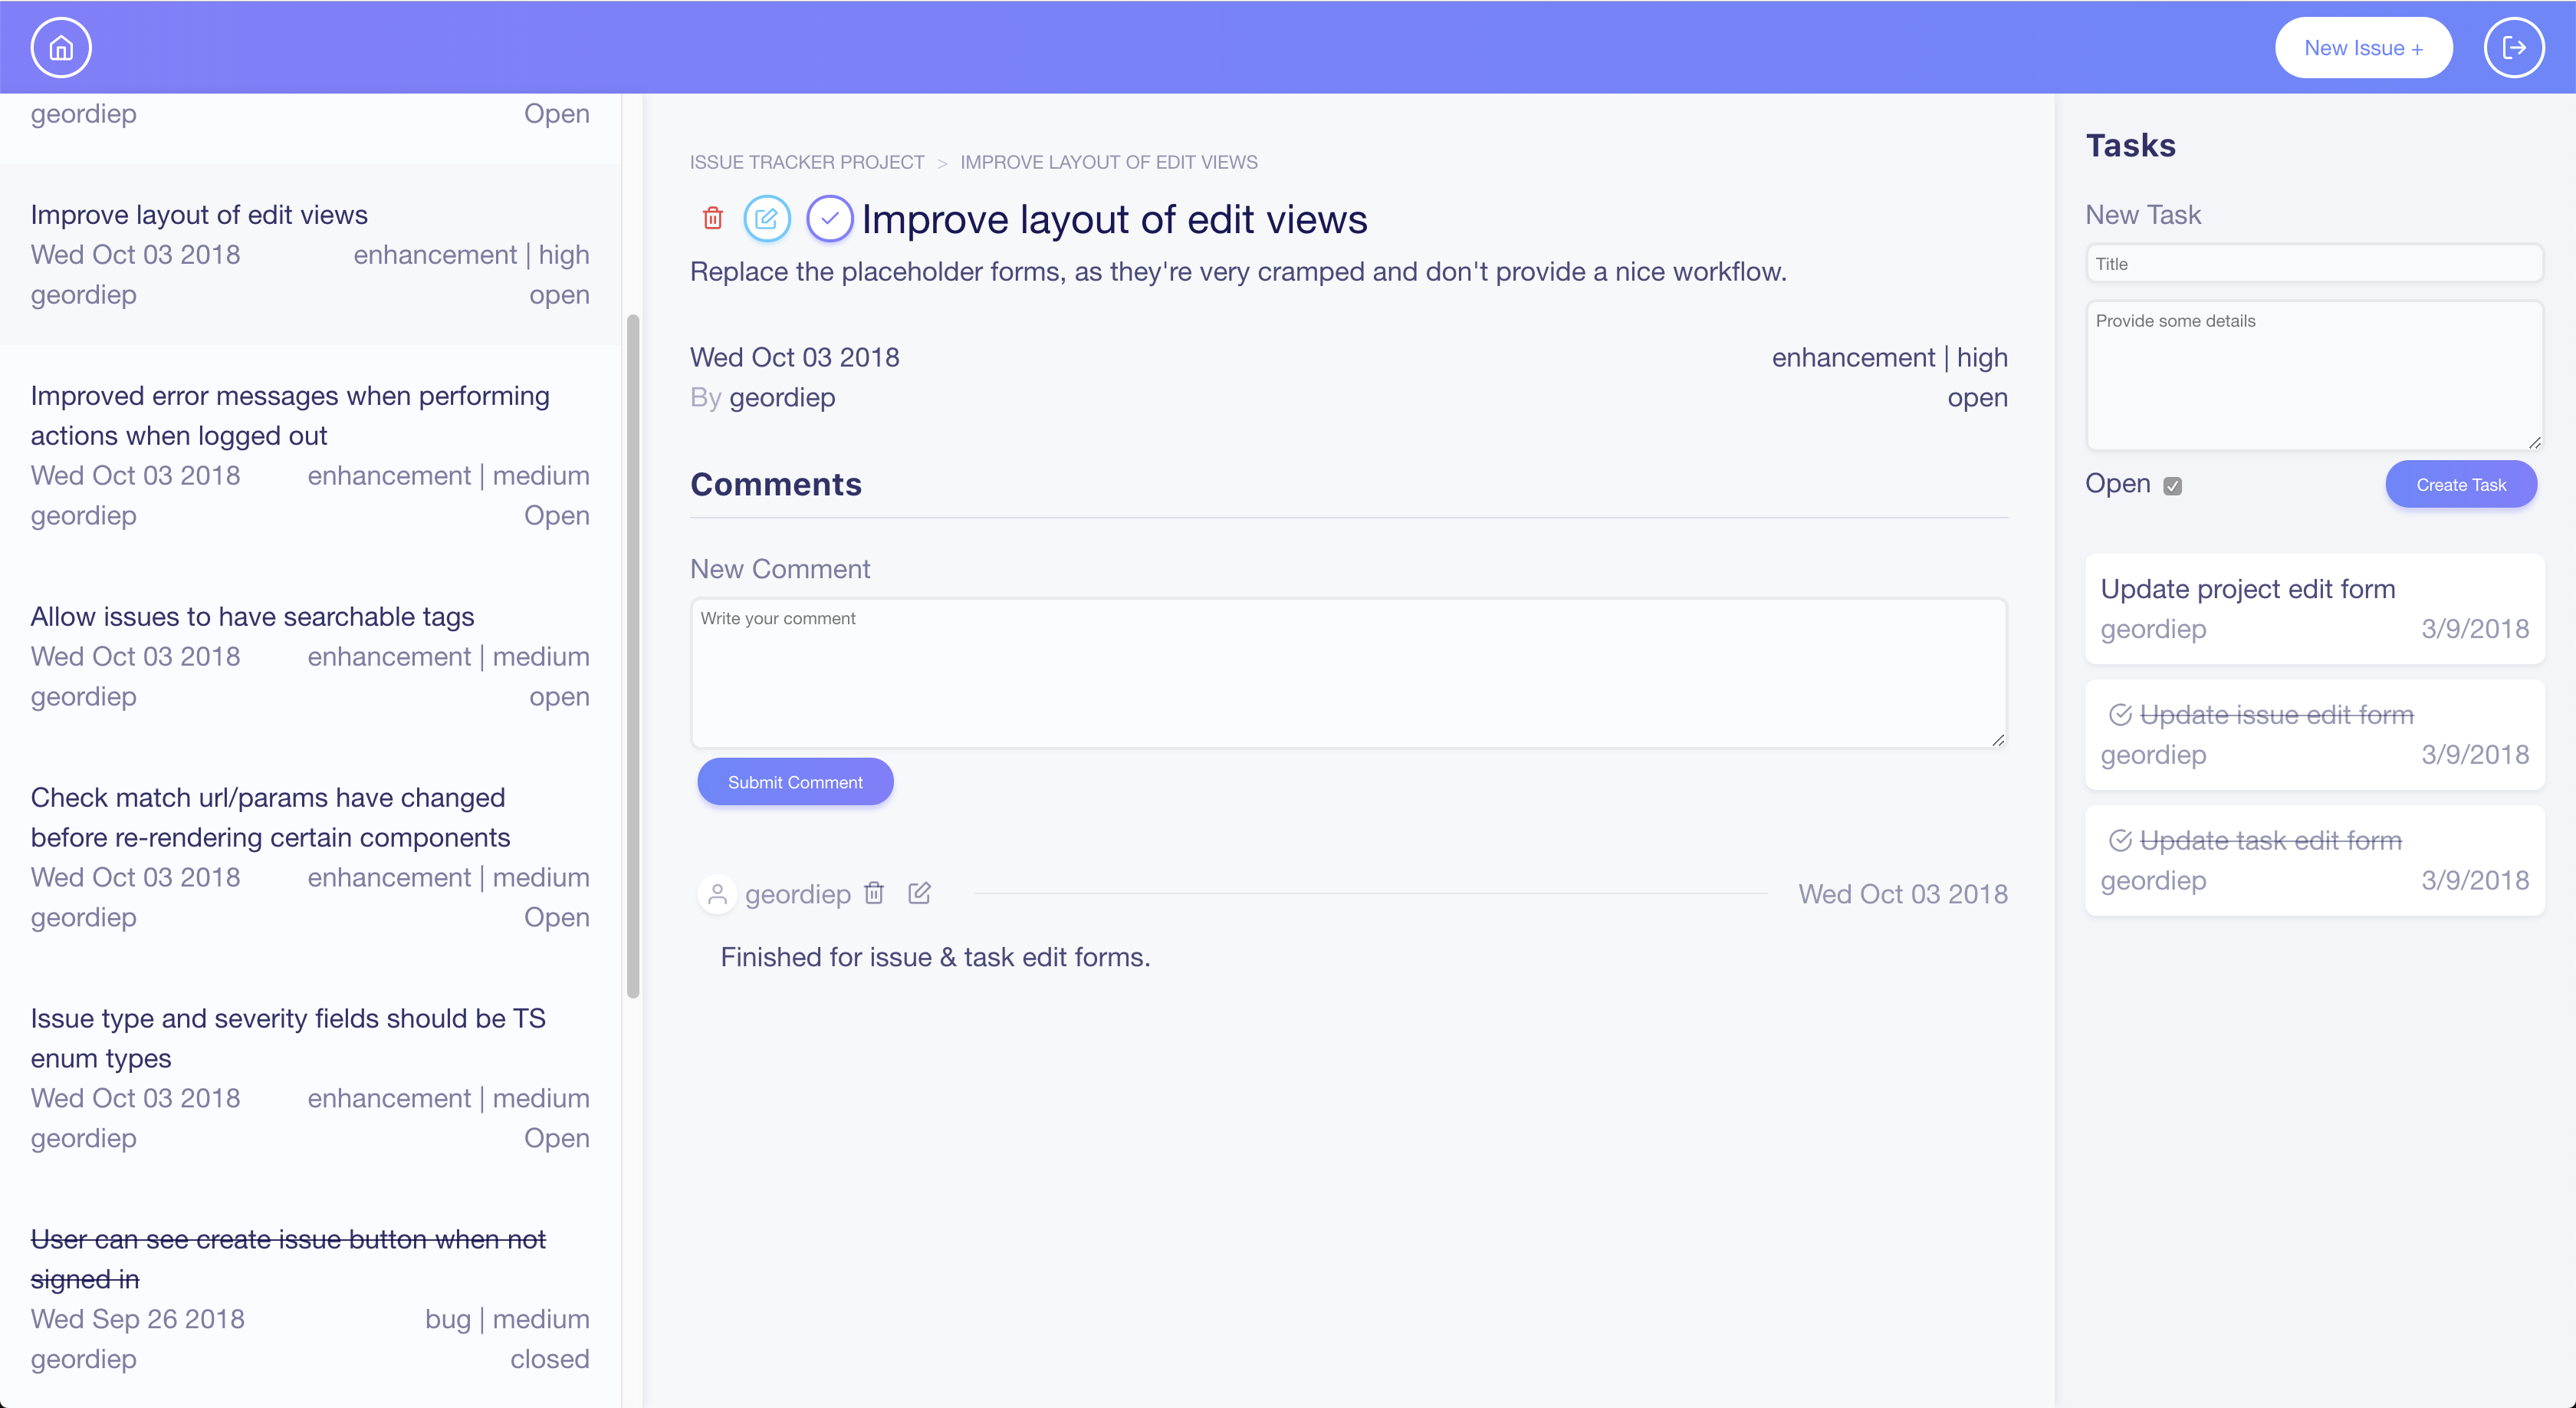 New Issue +
geordiep Open
Improve layout of edit views
Wed Oct 03 2018 enhancement | high
geordiep open
Improved error messages when performing
actions when logged out
Wed Oct 03 2018 enhancement | medium
geordiep Open
Allow issues to have searchable tags
Wed Oct 03 2018 enhancement | medium
geordiep open
Check match url/params have changed
before re-rendering certain components
Wed Oct 03 2018 enhancement | medium
geordiep Open
Issue type and severity fields should be TS
enum types
Wed Oct 03 2018 enhancement | medium
geordiep Open
User can see create issue button when not
signed in
Wed Sep 26 2018 bug | medium
geordiep closed
ISSUE TRACKER PROJECT > IMPROVE LAYOUT OF EDIT VIEWS
Improve layout of edit views
Replace the placeholder forms, as they're very cramped and don't provide a nice workflow.
Wed Oct 03 2018 enhancement | high
By geordiep open
Comments
New Comment
Write your comment
Submit Comment
geordiep Wed Oct 03 2018
Finished for issue & task edit forms.
Tasks
New Task
Title
Provide some details
Open Create Task
Update project edit form
geordiep 3/9/2018
Update issue edit form
geordiep 3/9/2018
Update task edit form
geordiep 3/9/2018